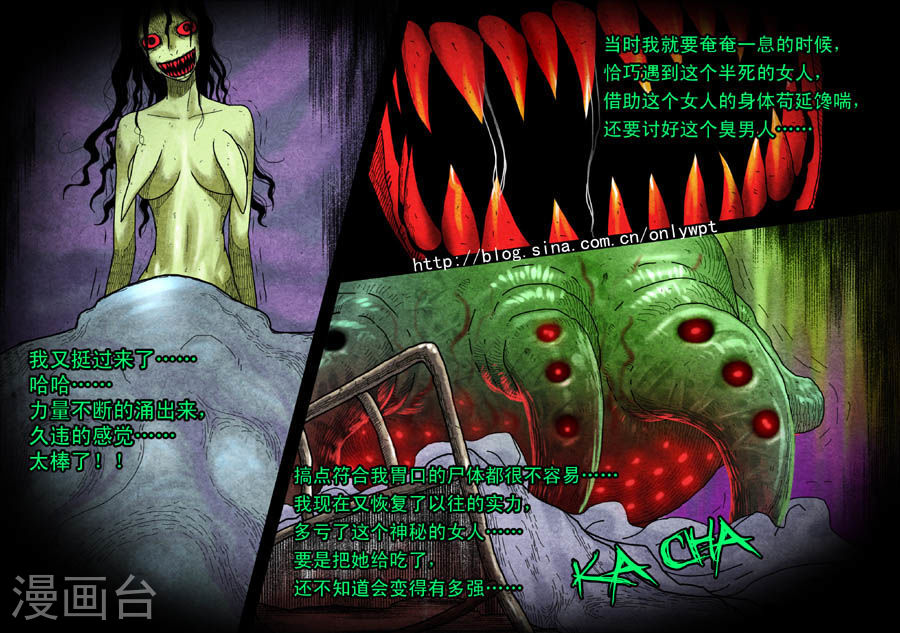 我又挺过来了……
哈哈……
力量不断的涌出来，
久违的感觉……
太棒了！！
当时我就要奄奄一息的时候，
恰巧遇到这个半死的女人，
借助这个女人的身体苟延馋喘，
还要讨好这个臭男人……
http://blog.sina.com.cn/onlywpt
搞点符合我胃口的尸体都很不容易……
我现在又恢复了以往的实力，
多亏了这个神秘的女人……
要是把她给吃了，
还不知道会变得有多强……
KA CHA
漫画台